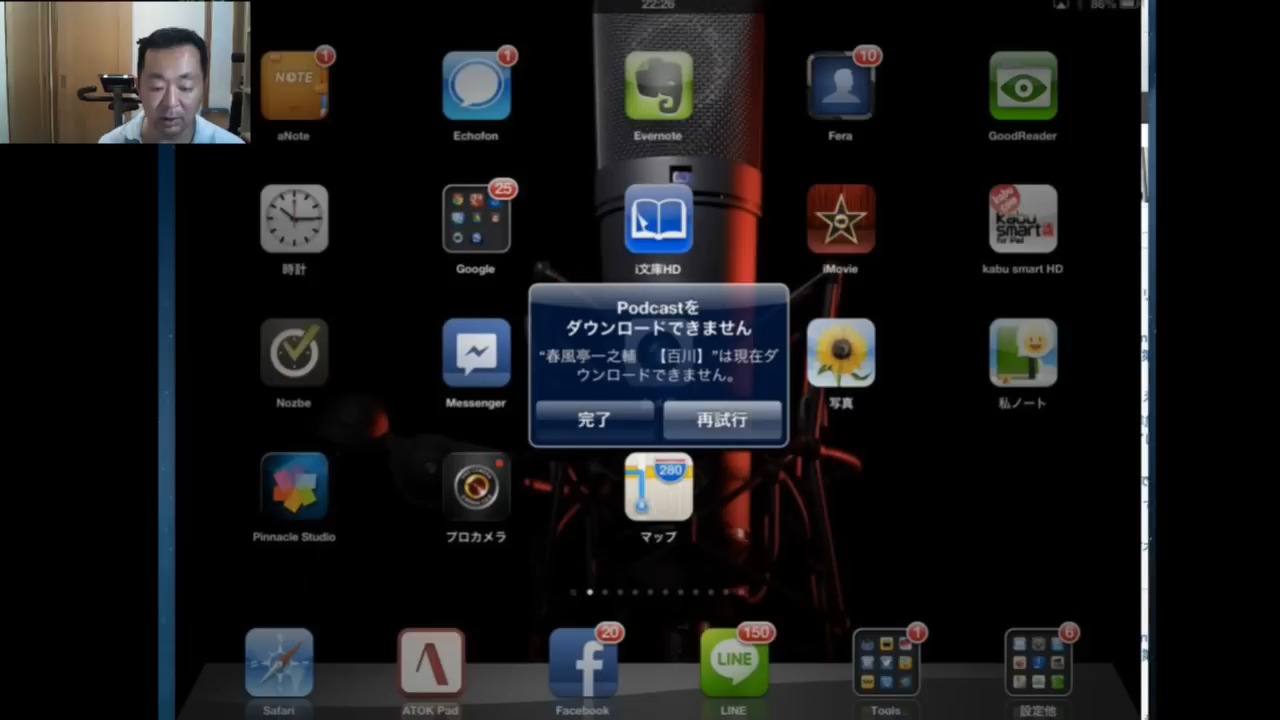 22:26
86%
1
1
10
NOTE
aNote
Echofon
Evernote
Fera
GoodReader
25
kabu
smart
for iPad
時計
Google
i文庫HD
iMovie
kabu smart HD
Podcastを
ダウンロードできません
“春風亭一之輔 【百川】”は現在ダ
ウンロードできません。
完了
再試行
Nozbe
Messenger
写真
私ノート
280
Pinnacle Studio
プロカメラ
マップ
20
150
1
6
LINE
Safari
ATOK Pad
Facebook
LINE
Tools
設定他